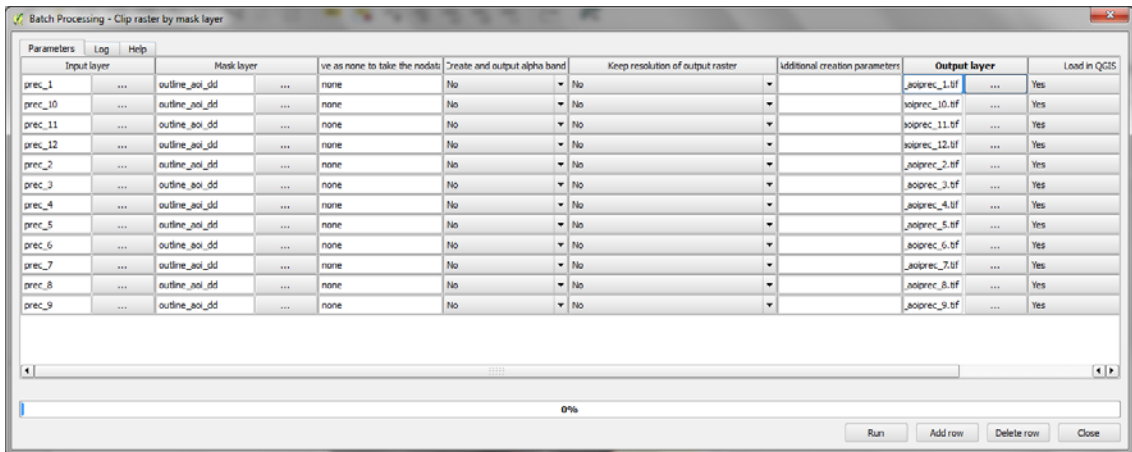 Batch Processing - Clip raster by mask layer
Parameters Log Help
Input layer Mask layer ve as none to take the nodat Create and output alpha band Keep resolution of output raster Additional creation parameters Output layer Load in QGIS
prec_1 ... outline_aoi_dd ... none No No _aoiprec_1.tif ... Yes
prec_10 ... outline_aoi_dd ... none No No aoiprec_10.tif ... Yes
prec_11 ... outline_aoi_dd ... none No No aoiprec_11.tif ... Yes
prec_12 ... outline_aoi_dd ... none No No aoiprec_12.tif ... Yes
prec_2 ... outline_aoi_dd ... none No No _aoiprec_2.tif ... Yes
prec_3 ... outline_aoi_dd ... none No No _aoiprec_3.tif ... Yes
prec_4 ... outline_aoi_dd ... none No No _aoiprec_4.tif ... Yes
prec_5 ... outline_aoi_dd ... none No No _aoiprec_5.tif ... Yes
prec_6 ... outline_aoi_dd ... none No No _aoiprec_6.tif ... Yes
prec_7 ... outline_aoi_dd ... none No No _aoiprec_7.tif ... Yes
prec_8 ... outline_aoi_dd ... none No No _aoiprec_8.tif ... Yes
prec_9 ... outline_aoi_dd ... none No No _aoiprec_9.tif ... Yes
0%
Run Add row Delete row Close